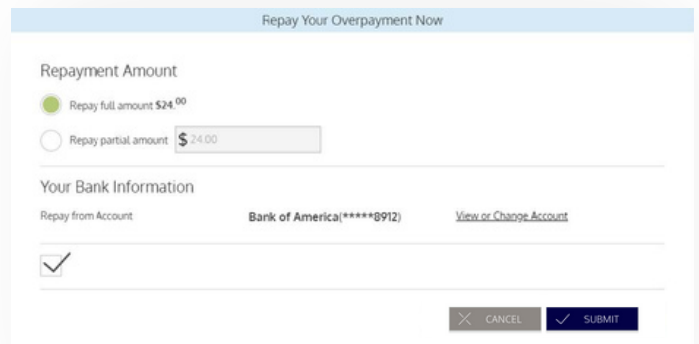 Repay Your Overpayment Now
Repayment Amount
Repay full amount $24.00
Repay partial amount $ 24.00
Your Bank Information
Repay from Account Bank of America(*****8912) View or Change Account
CANCEL SUBMIT